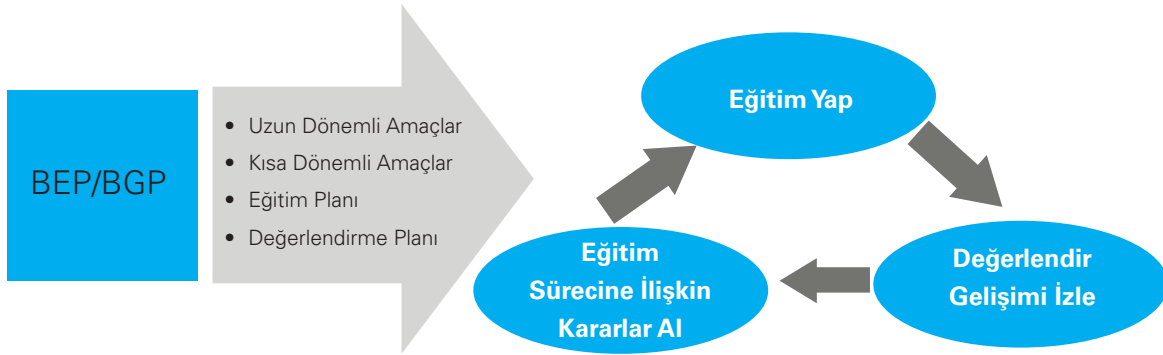 BEP/BGP
• Uzun Dönemli Amaçlar
• Kısa Dönemli Amaçlar
• Eğitim Planı
• Değerlendirme Planı
Eğitim Yap
Değerlendir
Gelişimi İzle
Eğitim
Sürecine İlişkin
Kararlar Al